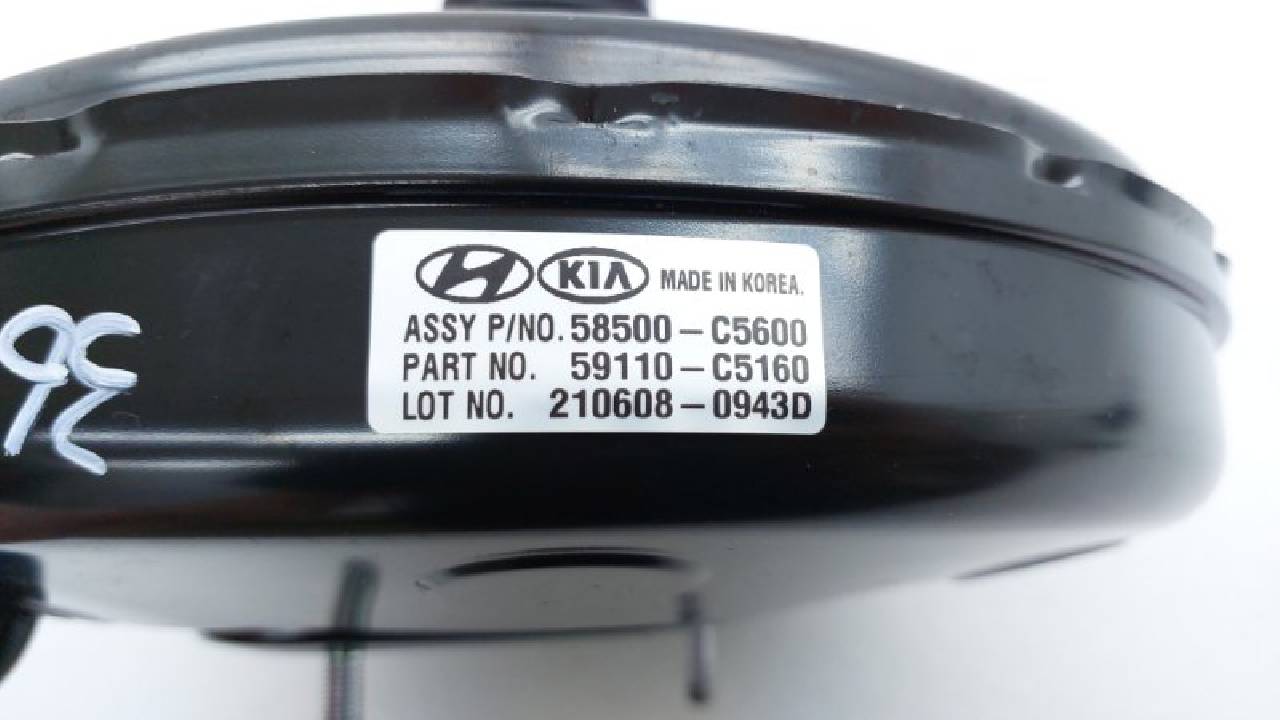 KIA MADE IN KOREA.
ASSY P/NO. 58500-C5600
PART NO. 59110-C5160
LOT NO. 210608-0943D